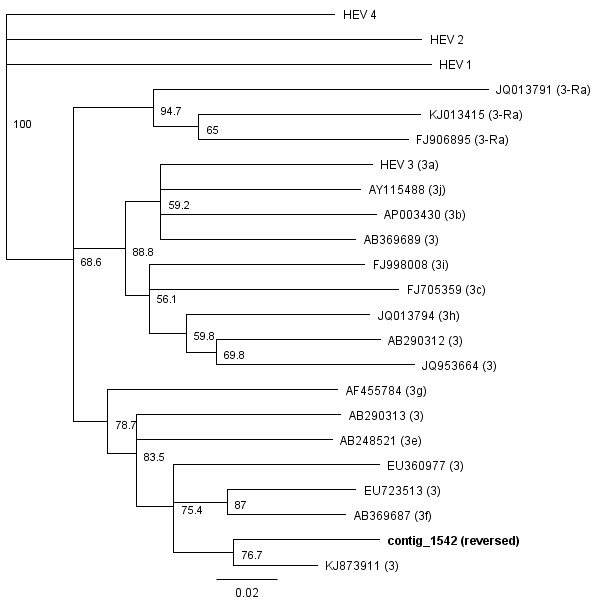 HEV 4
HEV 2
HEV 1
JQ013791 (3-Ra)
94.7
KJ013415 (3-Ra)
100
65
FJ906895 (3-Ra)
HEV 3 (3a)
AY115488 (3j)
59.2
AP003430 (3b)
AB369689 (3)
88.8
68.6
FJ998008 (3i)
FJ705359 (3c)
56.1
JQ013794 (3h)
59.8
AB290312 (3)
69.8
JQ953664 (3)
AF455784 (3g)
AB290313 (3)
78.7
AB248521 (3e)
83.5
EU360977 (3)
EU723513 (3)
87
75.4
AB369687 (3f)
contig_1542 (reversed)
76.7
KJ873911 (3)
0.02